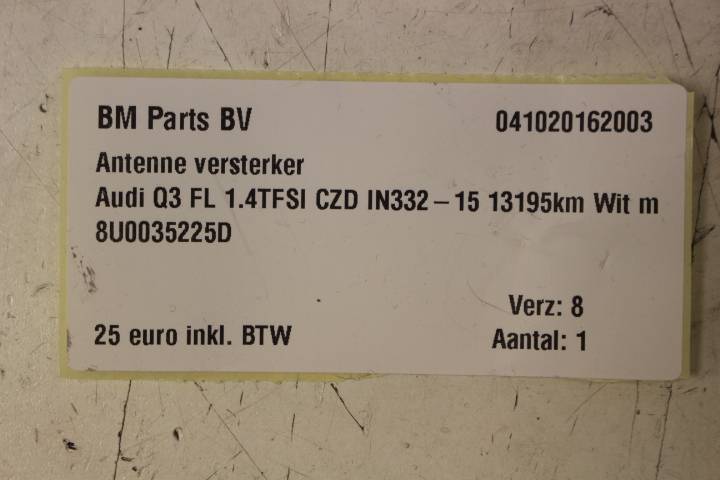 BM Parts BV 041020162003
Antenne versterker
Audi Q3 FL 1.4TFSI CZD IN332-15 13195km Wit m
8U0035225D
Verz: 8
25 euro inkl. BTW Aantal: 1